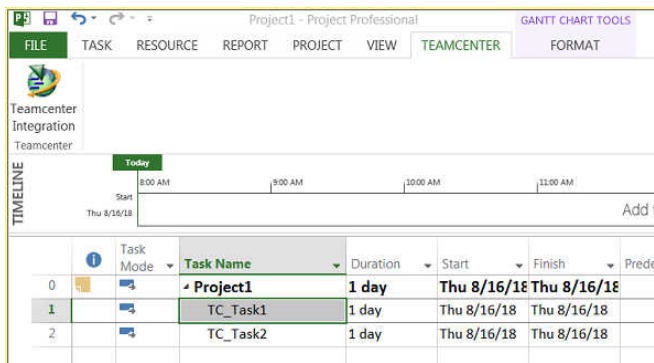 Project1 - Project Professional GANTT CHART TOOLS
FILE TASK RESOURCE REPORT PROJECT VIEW TEAMCENTER FORMAT
Teamcenter
Integration
Teamcenter
TIMELINE
Today
8:00 AM 9:00 AM 10:00 AM 11:00 AM
Start
Thu 8/16/18
Add
Task
Mode Task Name Duration Start Finish Prede
0 Project1 1 day Thu 8/16/18 Thu 8/16/18
1 TC_Task1 1 day Thu 8/16/18 Thu 8/16/18
2 TC_Task2 1 day Thu 8/16/18 Thu 8/16/18